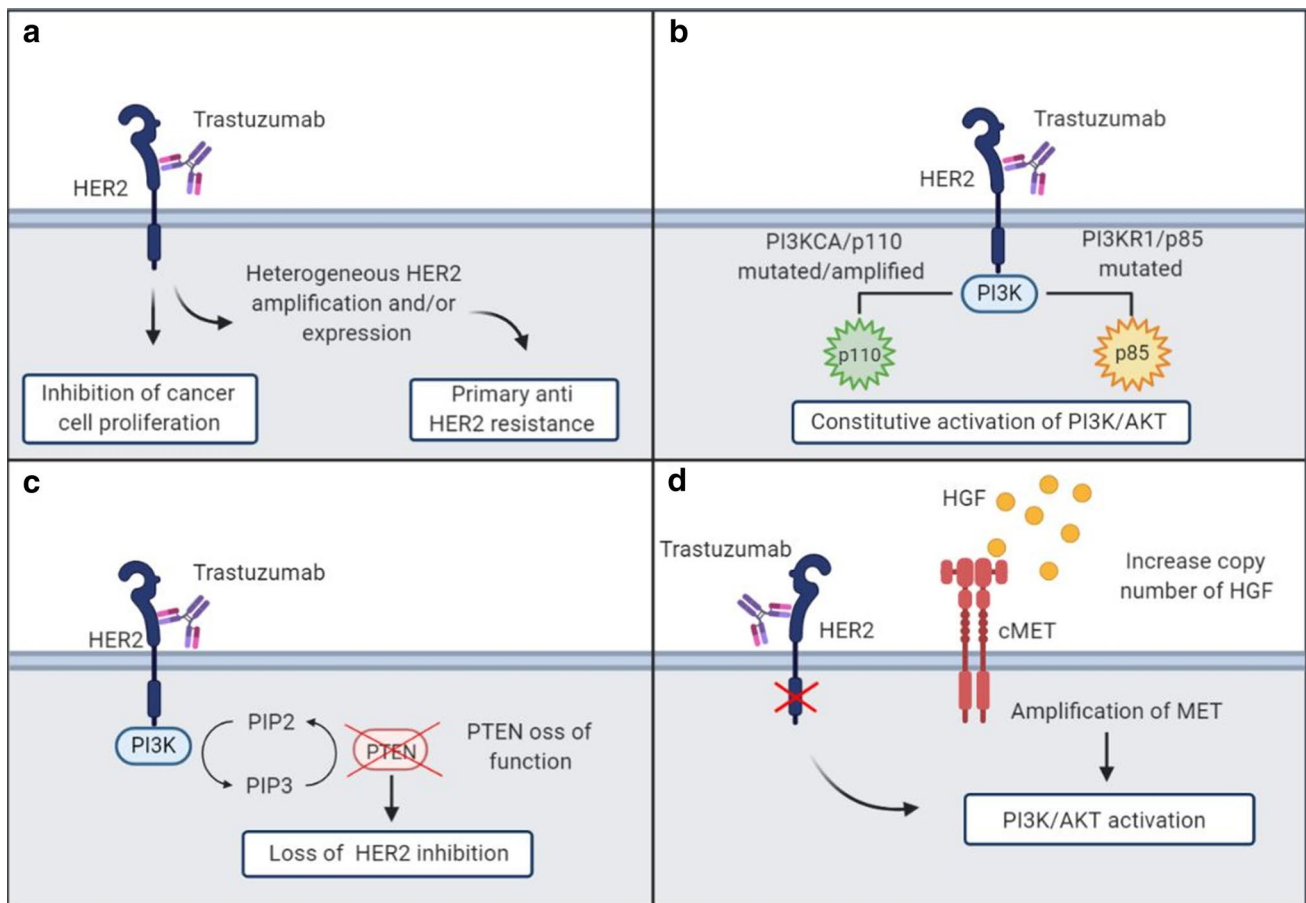 a
Trastuzumab
HER2
Heterogeneous HER2
amplification and/or
expression
Inhibition of cancer
cell proliferation
Primary anti
HER2 resistance
b
Trastuzumab
HER2
PI3KCA/p110
mutated/amplified
PI3KR1/p85
mutated
PI3K
p110
p85
Constitutive activation of PI3K/AKT
c
Trastuzumab
HER2
PI3K
PIP2
PIP3
PTEN
PTEN oss of
function
Loss of HER2 inhibition
d
HGF
Trastuzumab
HER2
cMET
Increase copy
number of HGF
Amplification of MET
PI3K/AKT activation